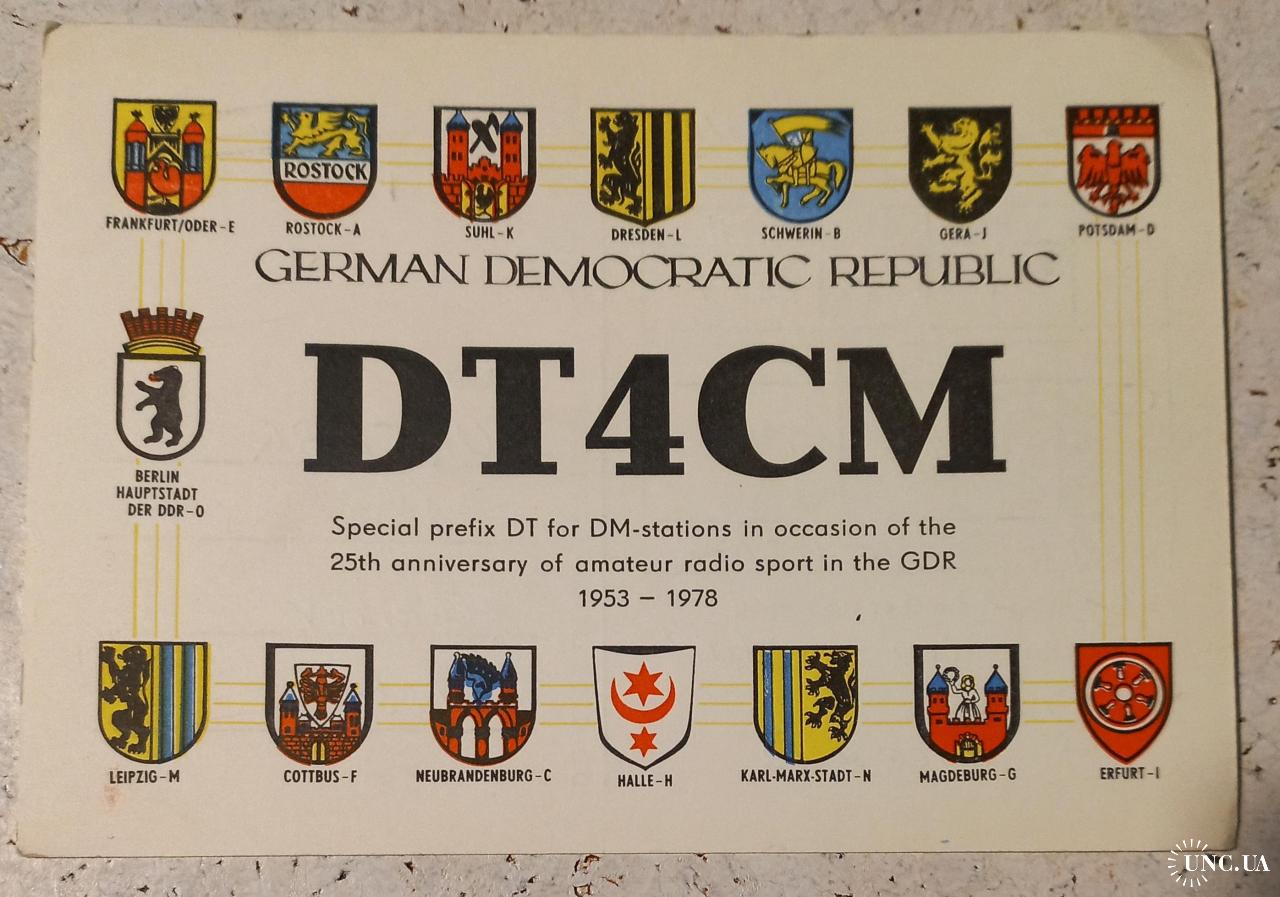 ROSTOCK
FRANKFURT/ODER-E
ROSTOCK-A
SUHL-K
DRESDEN-L
SCHWERIN-B
GERA-J
POTSDAM-D
GERMAN DEMOCRATIC REPUBLIC
DT4CM
BERLIN
HAUPTSTADT
DER DDR-O
Special prefix DT for DM-stations in occasion of the
25th anniversary of amateur radio sport in the GDR
1953 – 1978
LEIPZIG-M
COTTBUS-F
NEUBRANDENBURG-C
HALLE-H
KARL-MARX-STADT-N
MAGDEBURG-G
ERFURT-I
UNC.UA